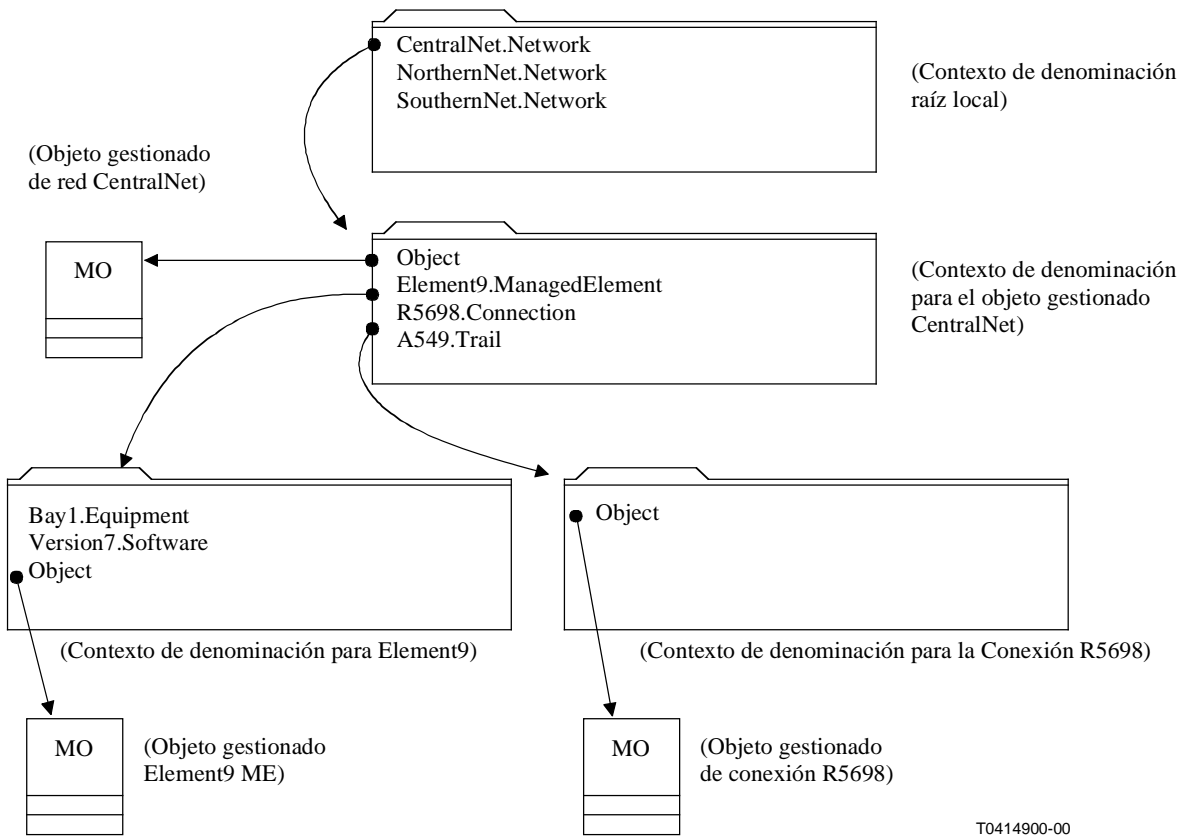 CentralNet.Network
NorthernNet.Network
SouthernNet.Network
(Contexto de denominación
raíz local)
(Objeto gestionado
de red CentralNet)
MO
Object
Element9.ManagedElement
R5698.Connection
A549.Trail
(Contexto de denominación
para el objeto gestionado
CentralNet)
Bay1.Equipment
Version7.Software
Object
Object
(Contexto de denominación para Element9)
(Contexto de denominación para la Conexión R5698)
MO
(Objeto gestionado
Element9 ME)
MO
(Objeto gestionado
de conexión R5698)
T0414900-00